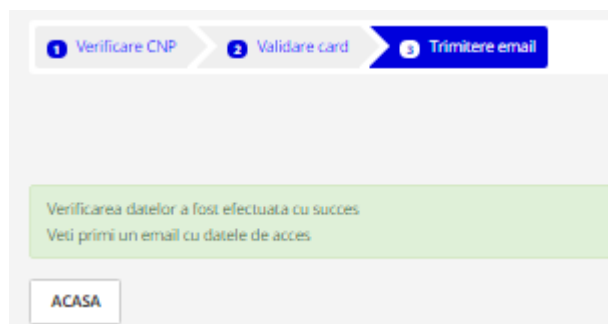 1 Verificare CNP
2 Validare card
3 Trimitere email
Verificarea datelor a fost efectuata cu succes
Veti primi un email cu datele de acces
ACASA